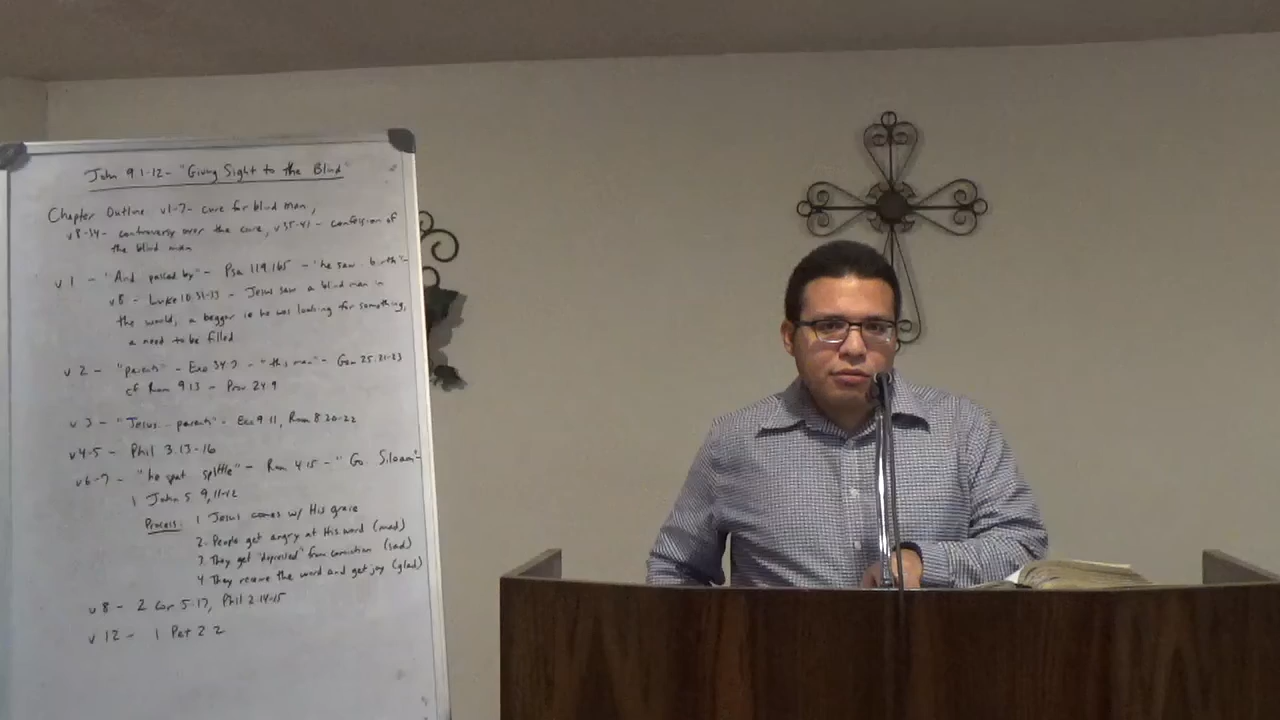 John 9:1-12 - "Giving Sight to the Blind"
Chapter Outline: v1-7 - cure for blind man,
v8-34 - controversy over the cure, v35-41 - confession of
the blind man
v 1 - "And passed by" - Psa 119.165 - "he saw.. birth" -
v8 - Luke 10.31-33 - Jesus saw a blind man in
the world, a beggar ie he was looking for something,
a need to be filled
v 2 - "parents" - Exo 34.7 - "this man" - Gen 25.21-23
cf Rom 9.13 - Prov 24.9
v 3 - "Jesus... parents" - Ecc 9.11, Rom 8.20-22
v4-5 - Phil 3.13-16
v6-7 - "he spat spittle" - Rom 4.15 - "Go.. Siloam" -
1 John 5 9, 11-12
Process: 1 Jesus comes w/ His grace
2. People get angry at His word (mad)
3. They get "depressed" from conviction (sad)
4. They receive the word and get joy (glad)
v8 - 2 Cor 5.17, Phil 2.14-15
v 12 - 1 Pet 2 2